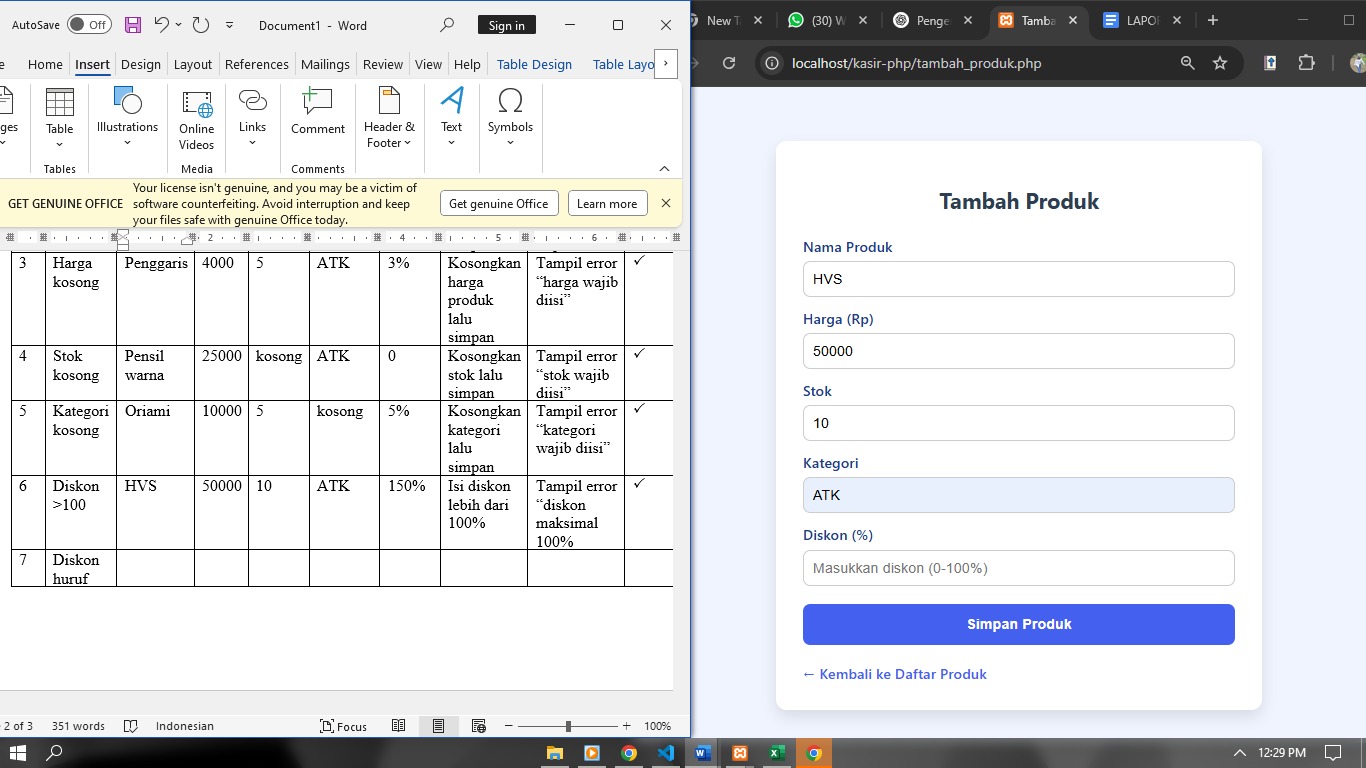 AutoSave Off Document1 - Word Sign in
Home Insert Design Layout References Mailings Review View Help Table Design Table Layo
ges Table Illustrations Online Videos Links Comment Header & Footer Text Symbols
Tables Media Comments
GET GENUINE OFFICE Your license isn't genuine, and you may be a victim of
software counterfeiting. Avoid interruption and keep
your files safe with genuine Office today.
Get genuine Office Learn more
2 4 5 6
3 Harga kosong Penggaris 4000 5 ATK 3% Kosongkan harga produk lalu simpan Tampil error “harga wajib diisi” ✓
4 Stok kosong Pensil warna 25000 kosong ATK 0 Kosongkan stok lalu simpan Tampil error “stok wajib diisi” ✓
5 Kategori kosong Oriami 10000 5 kosong 5% Kosongkan kategori lalu simpan Tampil error “kategori wajib diisi” ✓
6 Diskon >100 HVS 50000 10 ATK 150% Isi diskon lebih dari 100% Tampil error “diskon maksimal 100% ✓
7 Diskon huruf
2 of 3 351 words Indonesian Focus 100%
New T (30) W Penge Tamba LAPO
localhost/kasir-php/tambah_produk.php
Tambah Produk
Nama Produk
HVS
Harga (Rp)
50000
Stok
10
Kategori
ATK
Diskon (%)
Masukkan diskon (0-100%)
Simpan Produk
← Kembali ke Daftar Produk
12:29 PM